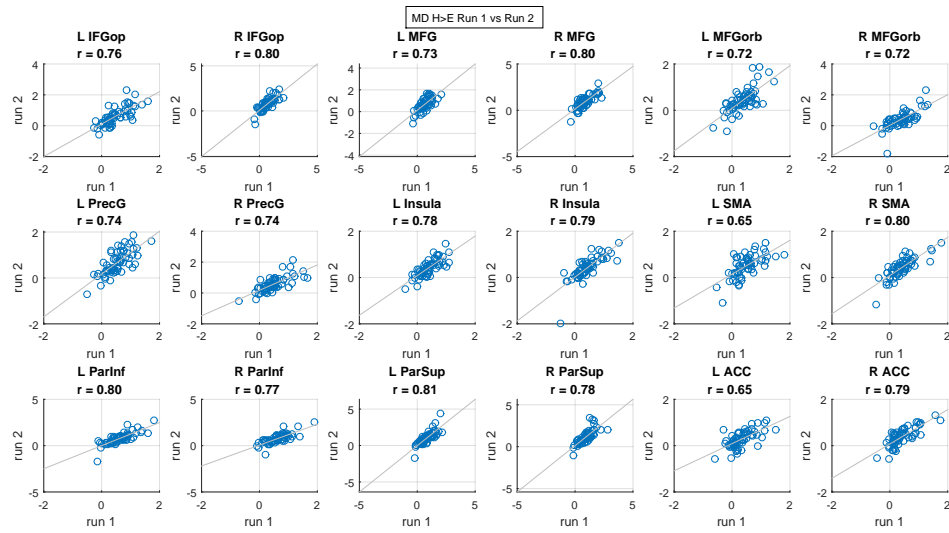 MD H>E Run 1 vs Run 2
L IFGop
r = 0.76
R IFGop
r = 0.80
L MFG
r = 0.73
R MFG
r = 0.80
L MFGorb
r = 0.72
R MFGorb
r = 0.72
4
2
0
-2
run 2
-2
0
2
run 1
5
0
-5
run 2
-5
0
5
run 1
4
2
0
-2
-4
run 2
-5
0
5
run 1
4
2
0
-2
-4
run 2
-5
0
5
run 1
2
0
-2
run 2
-2
0
2
run 1
4
2
0
-2
run 2
-2
0
2
run 1
L PrecG
r = 0.74
R PrecG
r = 0.74
L Insula
r = 0.78
R Insula
r = 0.79
L SMA
r = 0.65
R SMA
r = 0.80
2
0
-2
run 2
-2
0
2
run 1
4
2
0
-2
run 2
-2
0
2
run 1
2
0
-2
run 2
-2
0
2
run 1
2
0
-2
run 2
-2
0
2
run 1
2
0
-2
run 2
-2
0
2
run 1
2
0
-2
run 2
-2
0
2
run 1
L ParInf
r = 0.80
R ParInf
r = 0.77
L ParSup
r = 0.81
R ParSup
r = 0.78
L ACC
r = 0.65
R ACC
r = 0.79
5
0
-5
run 2
-2
0
2
run 1
5
0
-5
run 2
-2
0
2
run 1
5
0
-5
run 2
-5
0
5
run 1
5
0
-5
run 2
-5
0
5
run 1
2
0
-2
run 2
-2
0
2
run 1
2
0
-2
run 2
-2
0
2
run 1